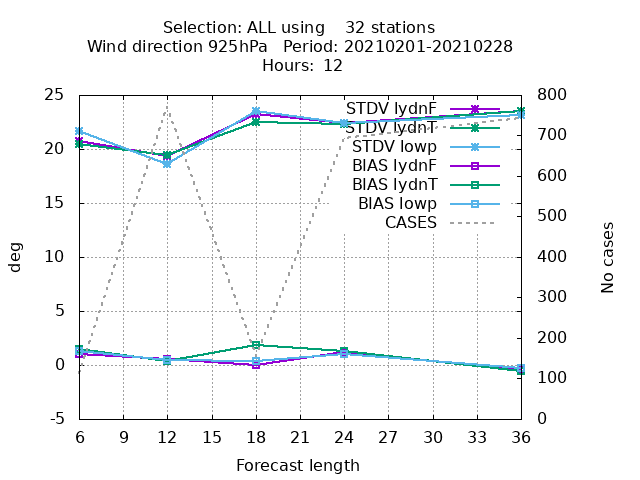 Selection: ALL using    32 stations
Wind direction 925hPa   Period: 20210201-20210228
Hours:  12
25
20
15
10
5
0
-5
deg
800
700
600
500
400
300
200
100
0
No cases
STDV lydnF
STDV lydnT
STDV lowp
BIAS lydnF
BIAS lydnT
BIAS lowp
CASES
6 9 12 15 18 21 24 27 30 33 36
Forecast length